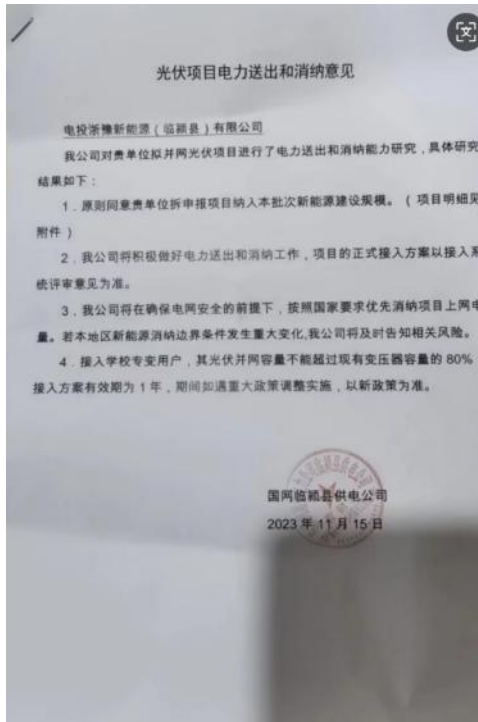 光伏项目电力送出和消纳意见
电投浙豫新能源（临颍县）有限公司
我公司对贵单位拟并网光伏项目进行了电力送出和消纳能力研究，具体研究
结果如下：
1．原则同意贵单位拆申报项目纳入本批次新能源建设规模。（项目明细见
附件）
2．我公司将积极做好电力送出和消纳工作，项目的正式接入方案以接入系
统评审意见为准。
3．我公司将在确保电网安全的前提下，按照国家要求优先消纳项目上网电
量。若本地区新能源消纳边界条件发生重大变化,我公司将及时告知相关风险。
4．接入学校专变用户，其光伏并网容量不能超过现有变压器容量的 80%
接入方案有效期为 1 年，期间如遇重大政策调整实施，以新政策为准。
国网临颍县供电公司
2023 年 11 月 15 日